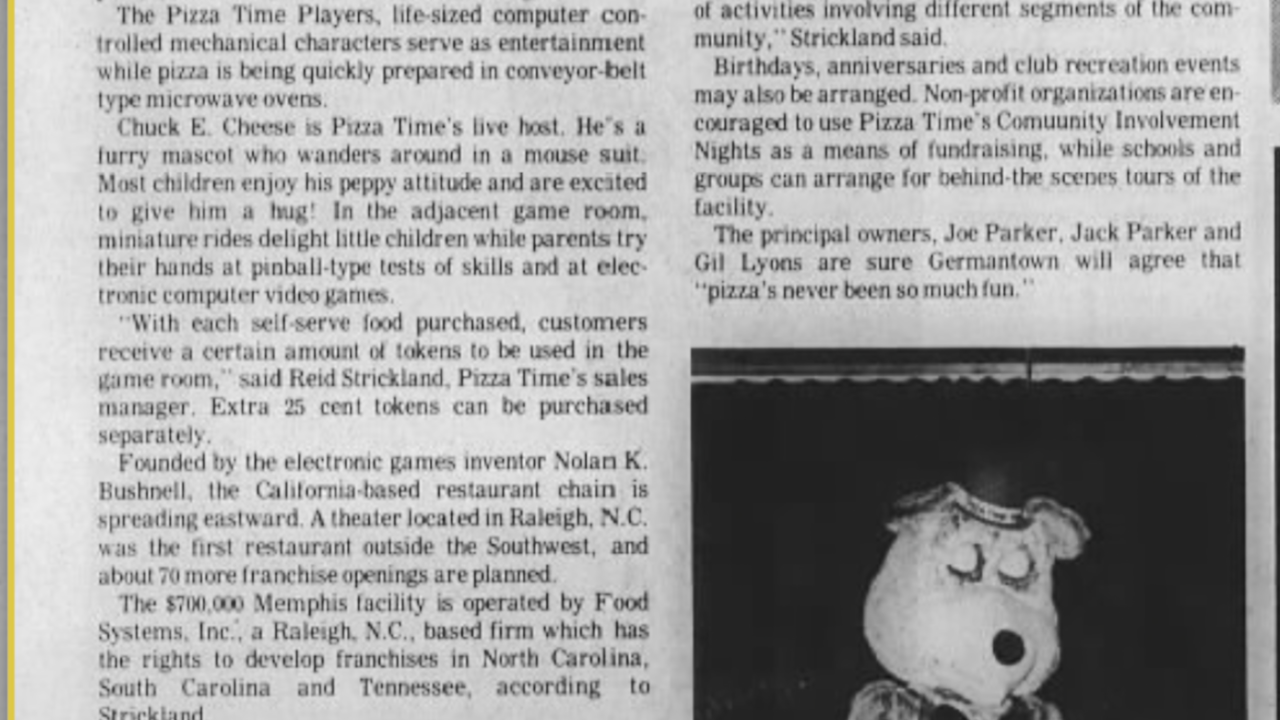 The Pizza Time Players, life-sized computer con-
trolled mechanical characters serve as entertainment
while pizza is being quickly prepared in conveyor-belt
type microwave ovens.
Chuck E. Cheese is Pizza Time's live host. He"s a
furry mascot who wanders around in a mouse suit.
Most children enjoy his peppy attitude and are excited
to give him a hug! In the adjacent game room,
miniature rides delight little children while parents try
their hands at pinball-type tests of skills and at elec-
tronic computer video games.
"With each self-serve food purchased, customers
receive a certain amount of tokens to be used in the
game room," said Reid Strickland, Pizza Time's sales
manager. Extra 25 cent tokens can be purchased
separately.
Founded by the electronic games inventor Nolan K.
Bushnell, the California-based restaurant chain is
spreading eastward. A theater located in Raleigh, N.C.
was the first restaurant outside the Southwest, and
about 70 more franchise openings are planned.
The $700,000 Memphis facility is operated by Food
Systems, Inc., a Raleigh, N.C., based firm which has
the rights to develop franchises in North Carolina,
South Carolina and Tennessee, according to
Strickland
of activities involving different segments of the com-
munity," Strickland said.
Birthdays, anniversaries and club recreation events
may also be arranged. Non-profit organizations are en-
couraged to use Pizza Time's Comuunity Involvement
Nights as a means of fundraising, while schools and
groups can arrange for behind-the scenes tours of the
facility.
The principal owners, Joe Parker, Jack Parker and
Gil Lyons are sure Germantown will agree that
"pizza's never been so much fun."